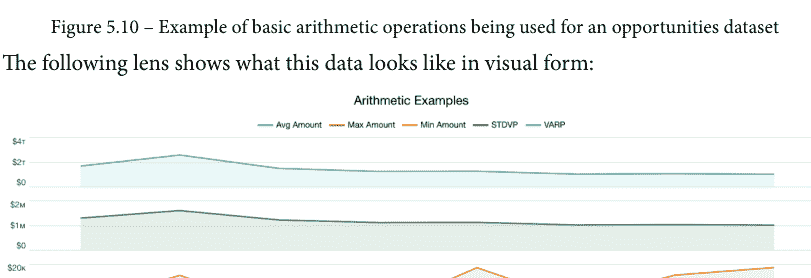 Figure 5.10 – Example of basic arithmetic operations being used for an opportunities dataset
The following lens shows what this data looks like in visual form:
Arithmetic Examples
Avg Amount Max Amount Min Amount STDVP VARP
$4T
$2T
$0
$2M
$1M
$0
$20K